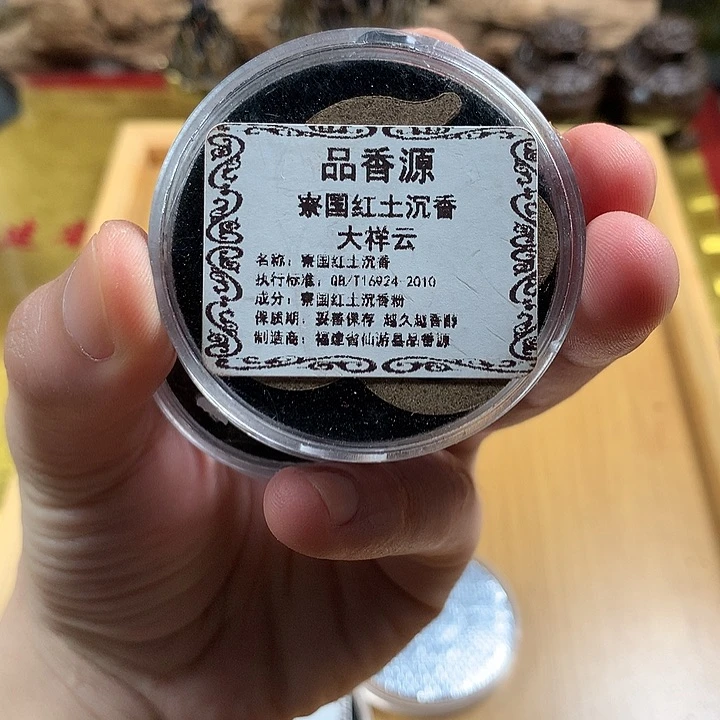 品香源
寮国红土沉香
大祥云
名称：寮国红土沉香
执行标准：QB/T16924-2010
成分：寮国红土沉香粉
保质期：妥善保存 越久越香醇
制造商：福建省仙游县品香源